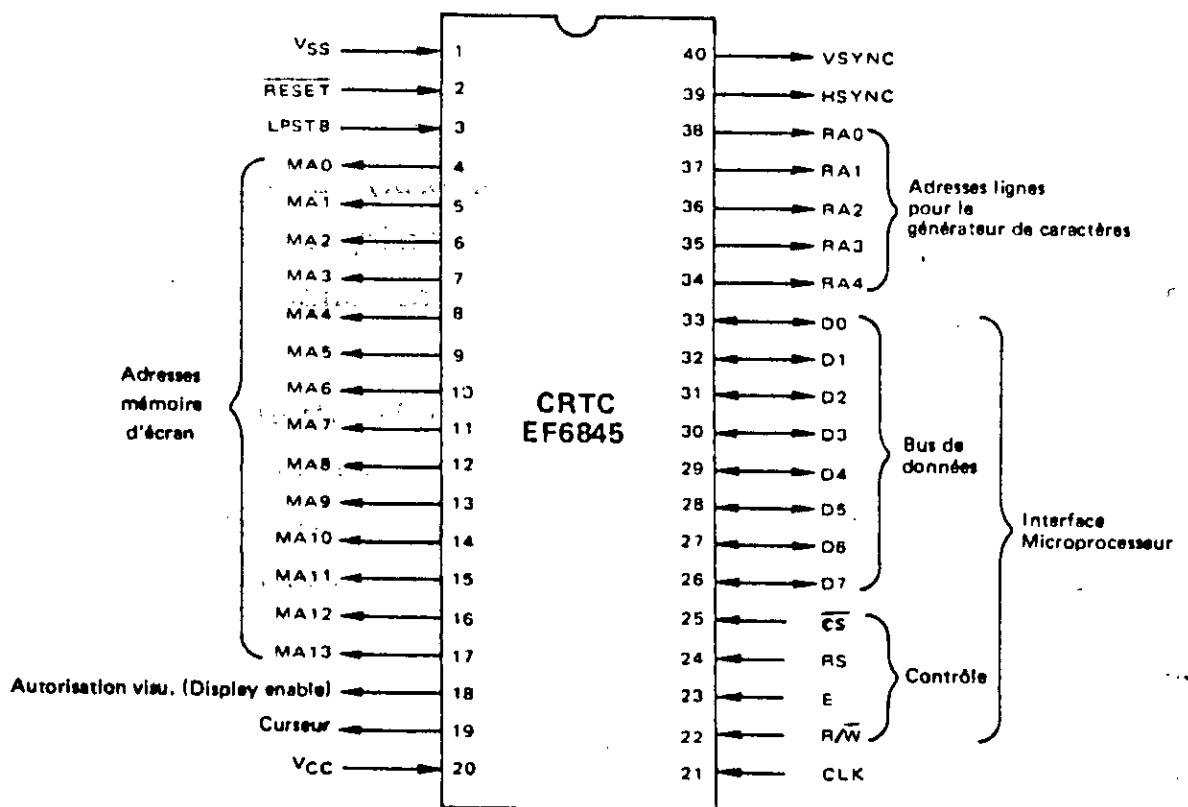 VSS 1
RESET 2
LPSTB 3
MA0 4
MA1 5
MA2 6
MA3 7
MA4 8
MA5 9
MA6 10
MA7 11
MA8 12
MA9 13
MA10 14
MA11 15
MA12 16
MA13 17
Autorisation visu. (Display enable) 18
Curseur 19
VCC 20
Adresses
mémoire
d'écran
CRTC
EF6845
40 VSYNC
39 HSYNC
38 RA0
37 RA1
36 RA2
35 RA3
34 RA4
33 D0
32 D1
31 D2
30 D3
29 D4
28 D5
27 D6
26 D7
25 CS
24 RS
23 E
22 R/W
21 CLK
Adresses lignes
pour le
générateur de caractères
Bus de
données
Contrôle
Interface
Microprocesseur